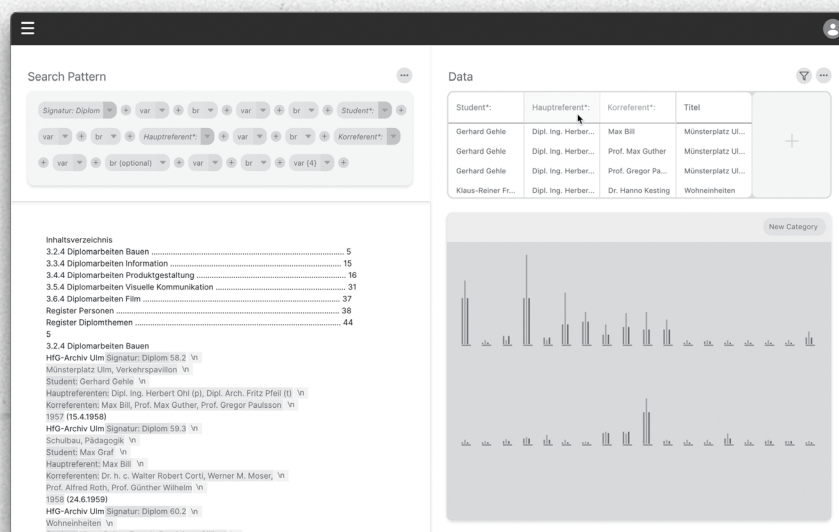 Search Pattern
Signatur: Diplom + var + br + var + br + Student*: +
var + br + Hauptreferent*: + var + br + Korreferent*:
+ var + br (optional) + var + br + var {4} +
Inhaltsverzeichnis
3.2.4 Diplomarbeiten Bauen ........................................................................ 5
3.3.4 Diplomarbeiten Information ................................................................ 15
3.4.4 Diplomarbeiten Produktgestaltung ...................................................... 16
3.5.4 Diplomarbeiten Visuelle Kommunikation .............................................. 31
3.6.4 Diplomarbeiten Film ........................................................................... 37
Register Personen .................................................................................... 38
Register Diplomthemen ............................................................................. 44
5
3.2.4 Diplomarbeiten Bauen
HfG-Archiv Ulm Signatur: Diplom 58.2 \n
Münsterplatz Ulm, Verkehrspavillon \n
Student: Gerhard Gehle \n
Hauptreferenten: Dipl. Ing. Herbert Ohl (p), Dipl. Arch. Fritz Pfeil (t) \n
Korreferenten: Max Bill, Prof. Max Guther, Prof. Gregor Paulsson \n
1957 (15.4.1958)
HfG-Archiv Ulm Signatur: Diplom 59.3 \n
Schulbau, Pädagogik \n
Student: Max Graf \n
Hauptreferent: Max Bill \n
Korreferenten: Dr. h. c. Walter Robert Corti, Werner M. Moser, \n
Prof. Alfred Roth, Prof. Günther Wilhelm \n
1958 (24.6.1959)
HfG-Archiv Ulm Signatur: Diplom 60.2 \n
Wohneinheiten \n
Data
Student*: Hauptreferent*: Korreferent*: Titel
Gerhard Gehle Dipl. Ing. Herber... Max Bill Münsterplatz Ul...
Gerhard Gehle Dipl. Ing. Herber... Prof. Max Guther Münsterplatz Ul...
Gerhard Gehle Dipl. Ing. Herber... Prof. Gregor Pa... Münsterplatz Ul...
Klaus-Reiner Fr... Dipl. Ing. Herber... Dr. Hanno Kesting Wohneinheiten
New Category